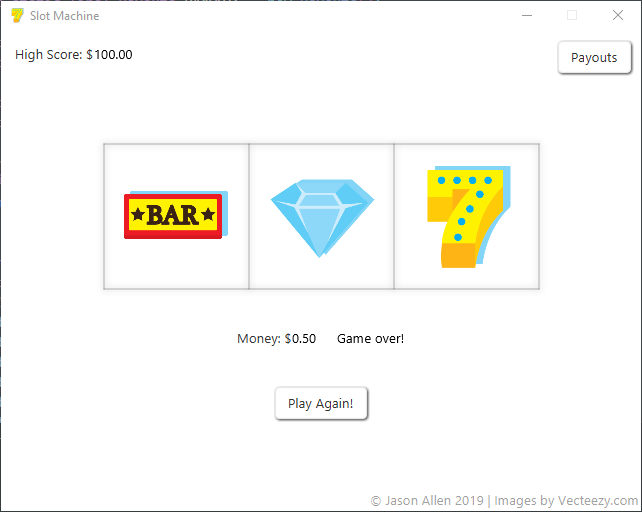 Slot Machine
High Score: $100.00
Payouts
★BAR★
7
Money: $0.50 Game over!
Play Again!
© Jason Allen 2019 | Images by Vecteezy.com